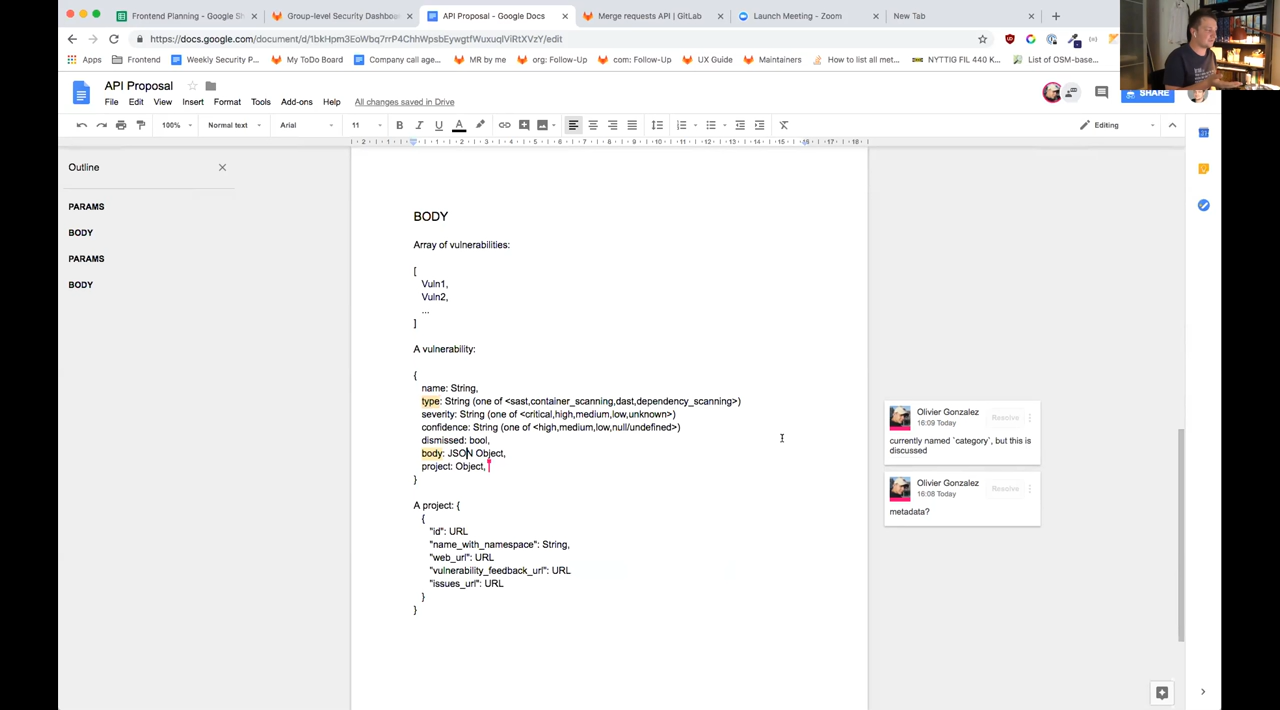 Frontend Planning - Google Sh
Group-level Security Dashboa
API Proposal - Google Docs
Merge requests API | GitLab
Launch Meeting - Zoom
New Tab
https://docs.google.com/document/d/1bkHpm3EoWbq7rrP4ChhWpsbEywgtfWuxuqlViRtXVzY/edit
Apps
Frontend
Weekly Security P…
My ToDo Board
Company call age…
MR by me
org: Follow-Up
com: Follow-Up
UX Guide
Maintainers
How to list all met…
NYTTIG FIL 440 K…
List of OSM-base…
API Proposal
File Edit View Insert Format Tools Add-ons Help All changes saved in Drive
SHARE
100% Normal text Arial 11
Editing
Outline
PARAMS
BODY
PARAMS
BODY
BODY
Array of vulnerabilities:
[
Vuln1,
Vuln2,
...
]
A vulnerability:
{
name: String,
type: String (one of <sast,container_scanning,dast,dependency_scanning>)
severity: String (one of <critical,high,medium,low,unknown>)
confidence: String (one of <high,medium,low,null/undefined>)
dismissed: bool,
body: JSON Object,
project: Object,
}
A project: {
{
"id": URL
"name_with_namespace": String,
"web_url": URL
"vulnerability_feedback_url": URL
"issues_url": URL
}
}
Olivier Gonzalez
16:09 Today
Resolve
currently named `category`, but this is
discussed
Olivier Gonzalez
16:08 Today
Resolve
metadata?